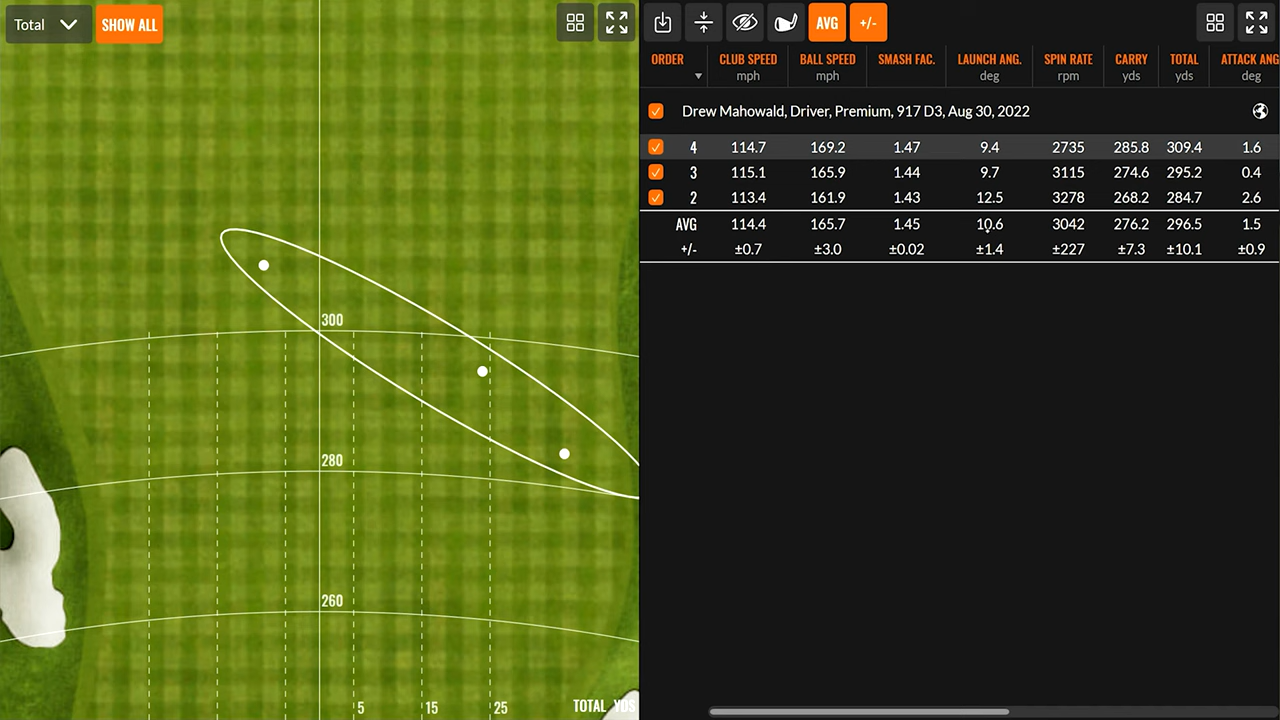 Total SHOW ALL
300
280
260
5 15 25 TOTAL YDS
AVG +/-
ORDER CLUB SPEED BALL SPEED SMASH FAC. LAUNCH ANG. SPIN RATE CARRY TOTAL ATTACK ANG
mph mph deg rpm yds yds deg
Drew Mahowald, Driver, Premium, 917 D3, Aug 30, 2022
4 114.7 169.2 1.47 9.4 2735 285.8 309.4 1.6
3 115.1 165.9 1.44 9.7 3115 274.6 295.2 0.4
2 113.4 161.9 1.43 12.5 3278 268.2 284.7 2.6
AVG 114.4 165.7 1.45 10.6 3042 276.2 296.5 1.5
+/- ±0.7 ±3.0 ±0.02 ±1.4 ±227 ±7.3 ±10.1 ±0.9